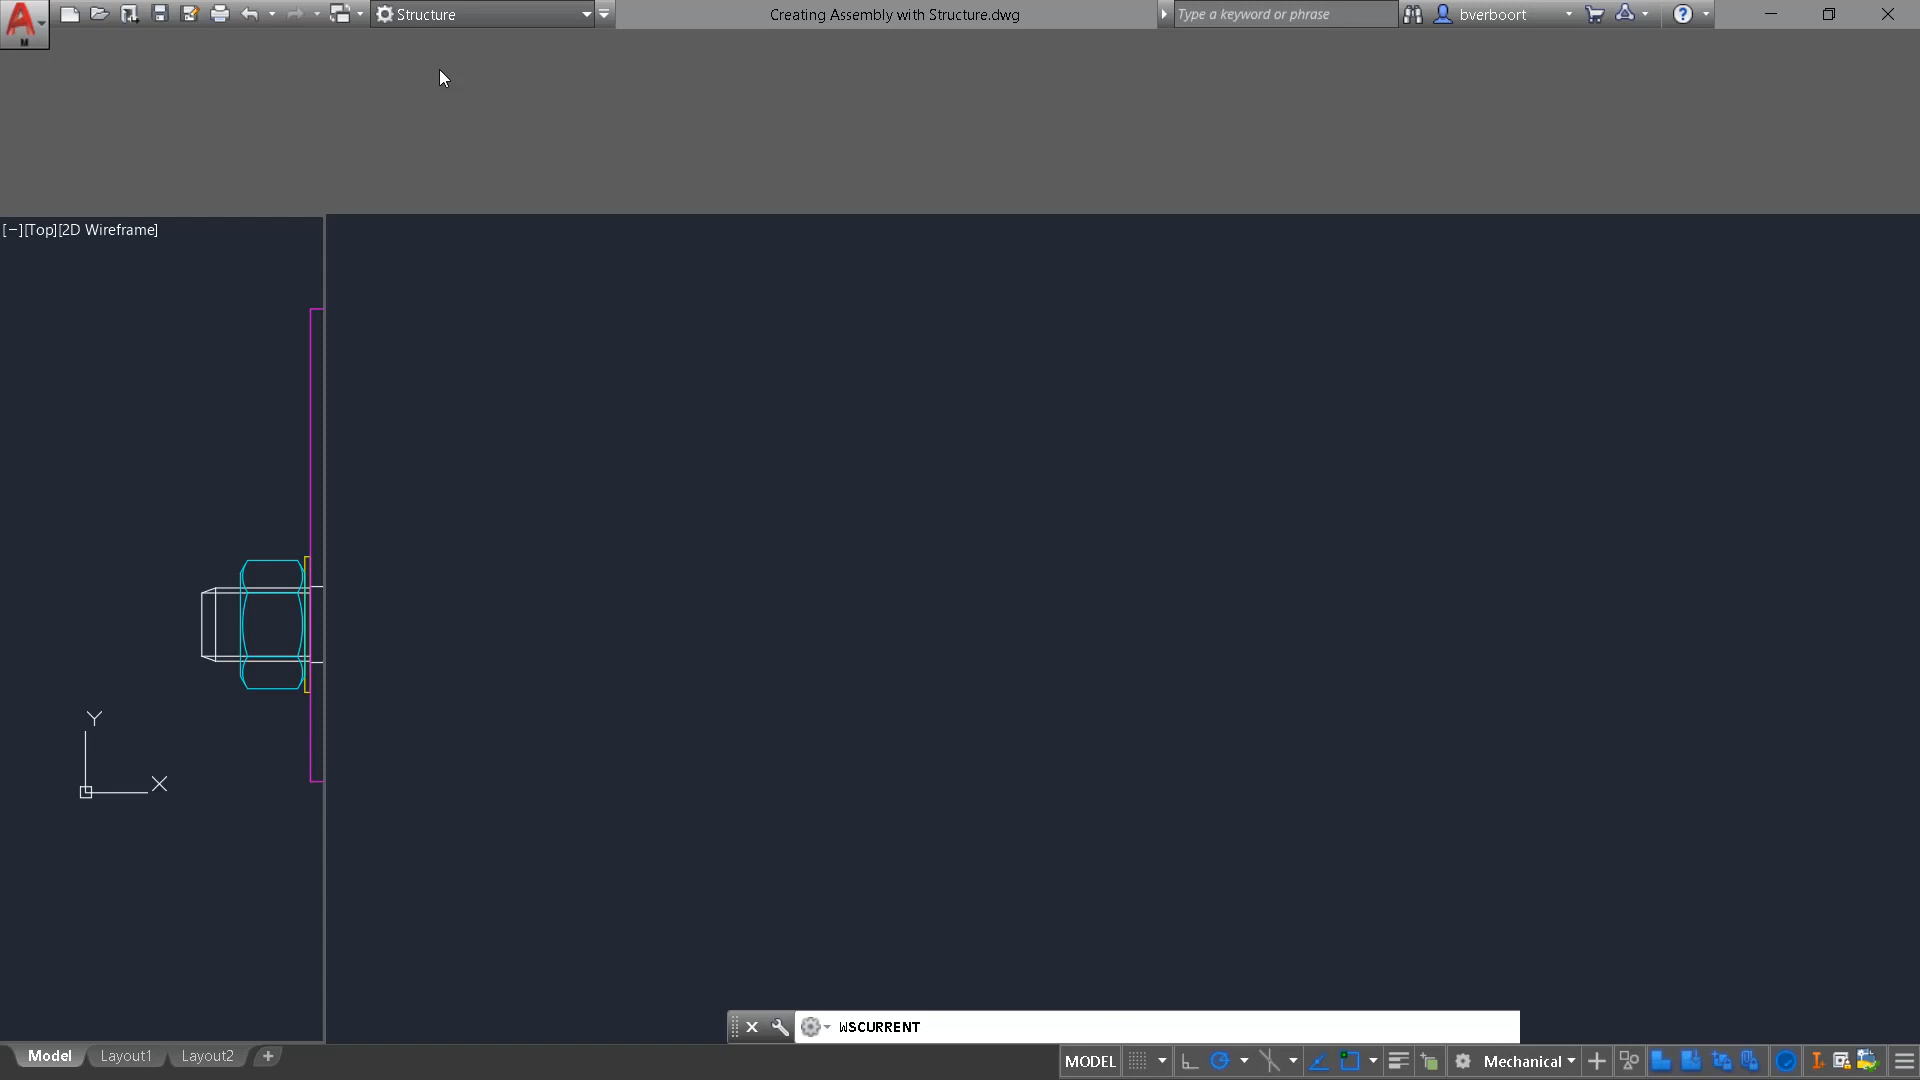 M
Structure
Creating Assembly with Structure.dwg
Type a keyword or phrase
bverboort
[−][Top][2D Wireframe]
Y
X
WSCURRENT
Model
Layout1
Layout2
MODEL
Mechanical